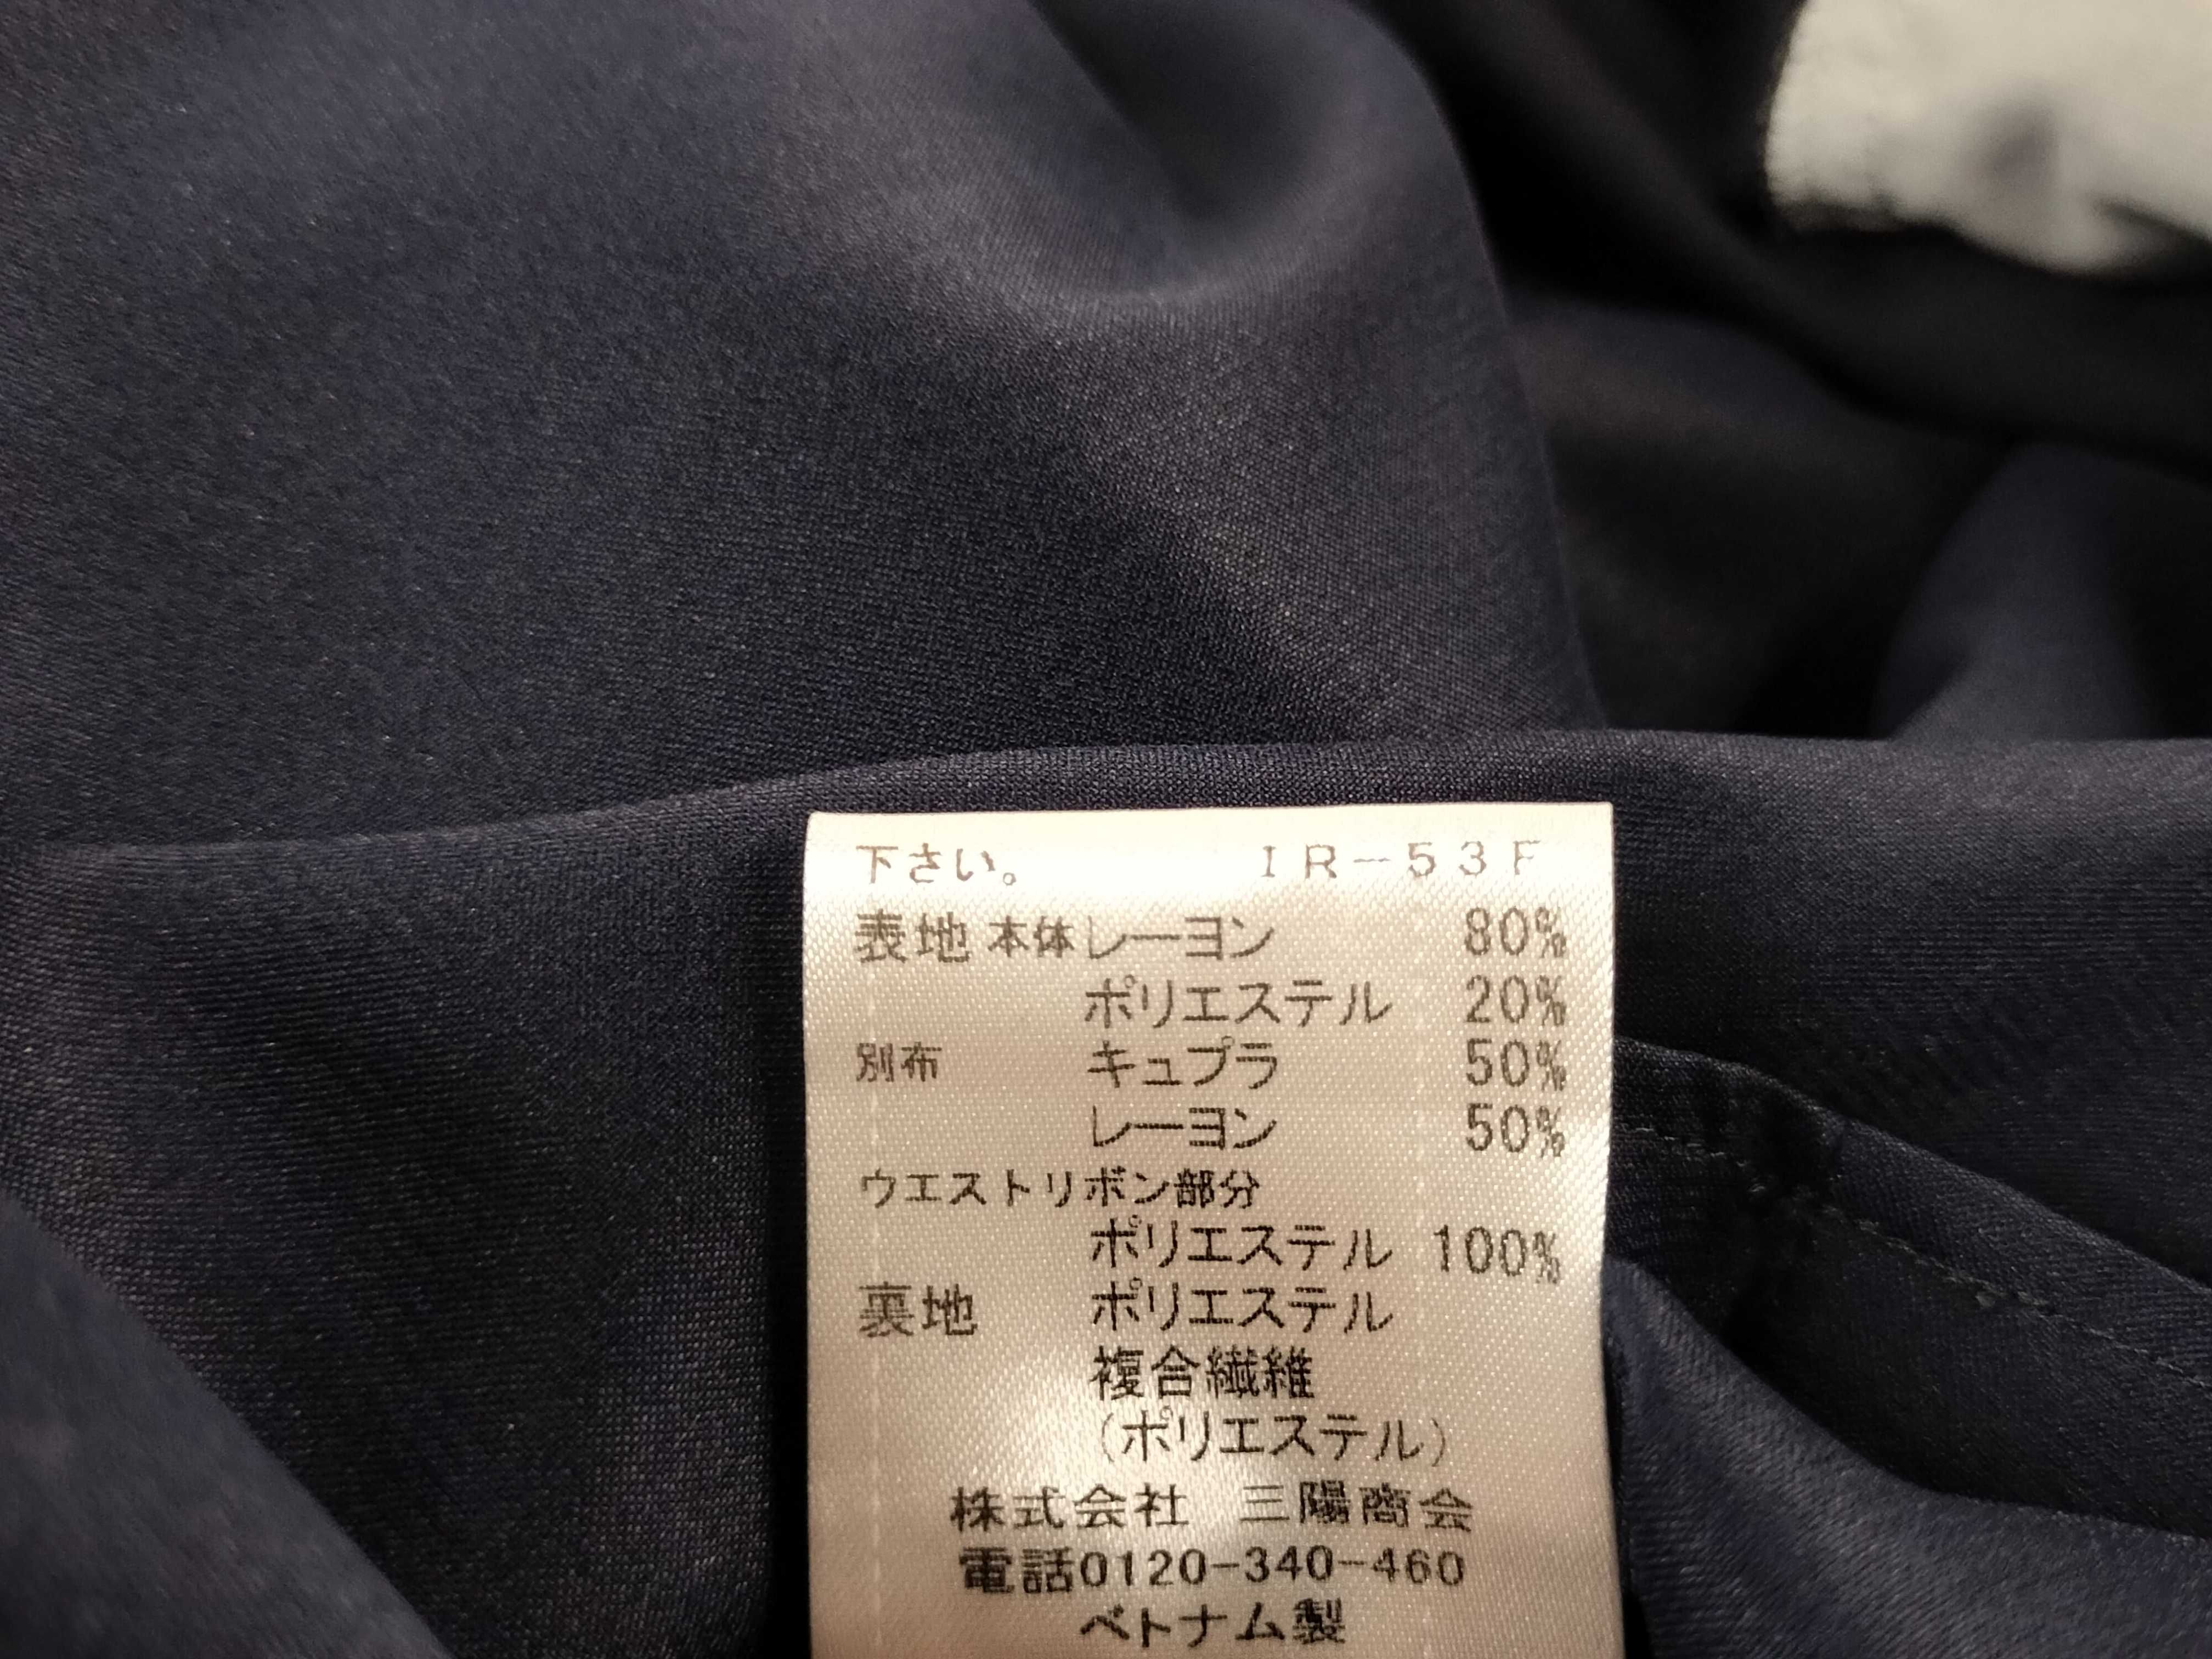 下さい。 IR-53F
表地 本体 レーヨン 80%
ポリエステル 20%
別布 キュプラ 50%
レーヨン 50%
ウエストリボン部分
ポリエステル 100%
裏地 ポリエステル
複合繊維
(ポリエステル)
株式会社 三陽商会
電話0120-340-460
ベトナム製